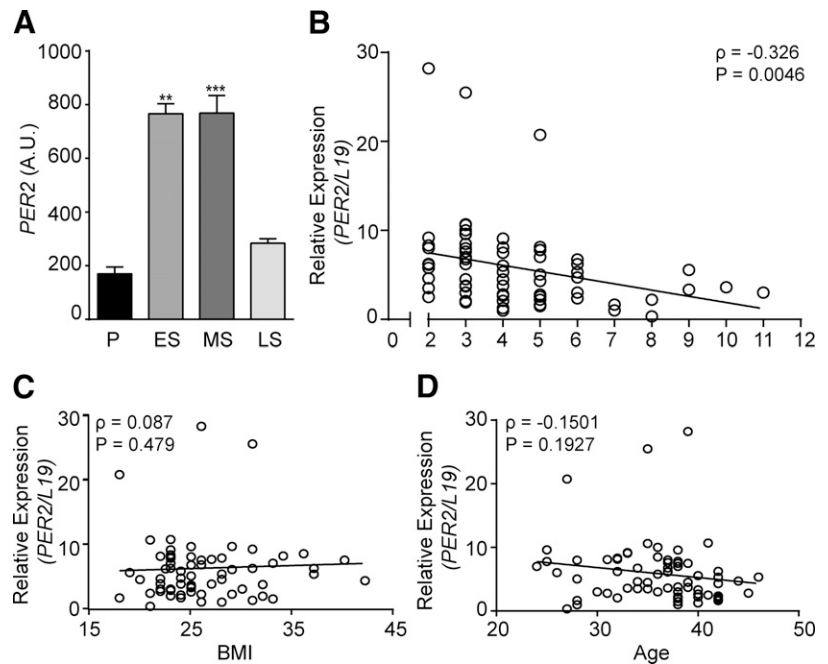 A
PER2 (A.U.)
1000
800
600
400
200
0
** ***
P ES MS LS
B
Relative Expression
(PER2/L19)
30
20
10
0
ρ = -0.326
P = 0.0046
0 2 3 4 5 6 7 8 9 10 11 12
C
Relative Expression
(PER2/L19)
30
20
10
0
ρ = 0.087
P = 0.479
15 25 35 45
BMI
D
Relative Expression
(PER2/L19)
30
20
10
0
ρ = -0.1501
P = 0.1927
20 30 40 50
Age